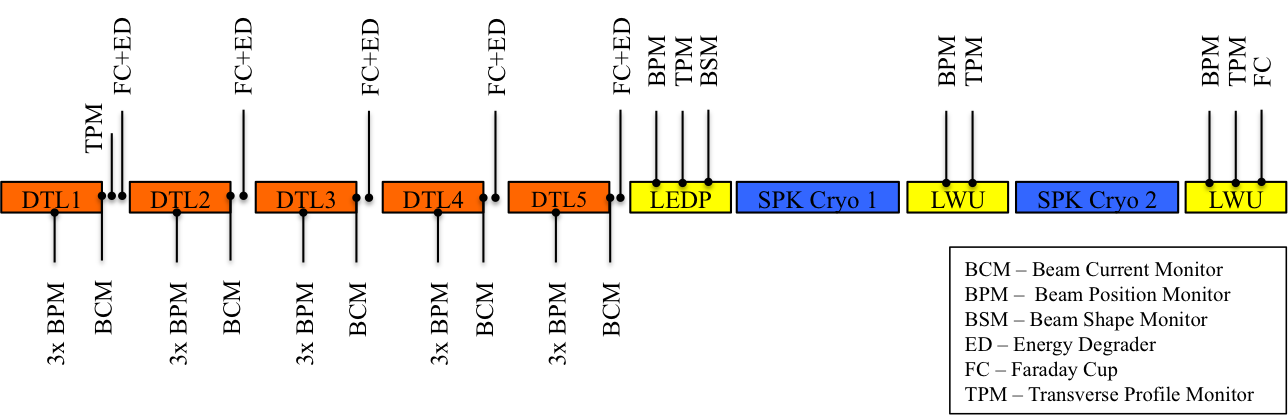 FC+ED
FC+ED
FC+ED
FC+ED
FC+ED
BPM
TPM
BSM
BPM
TPM
BPM
TPM
FC
TPM
DTL1
DTL2
DTL3
DTL4
DTL5
LEDP
SPK Cryo 1
LWU
SPK Cryo 2
LWU
3x BPM
BCM
3x BPM
BCM
3x BPM
BCM
3x BPM
BCM
3x BPM
BCM
BCM – Beam Current Monitor
BPM – Beam Position Monitor
BSM – Beam Shape Monitor
ED – Energy Degrader
FC – Faraday Cup
TPM – Transverse Profile Monitor